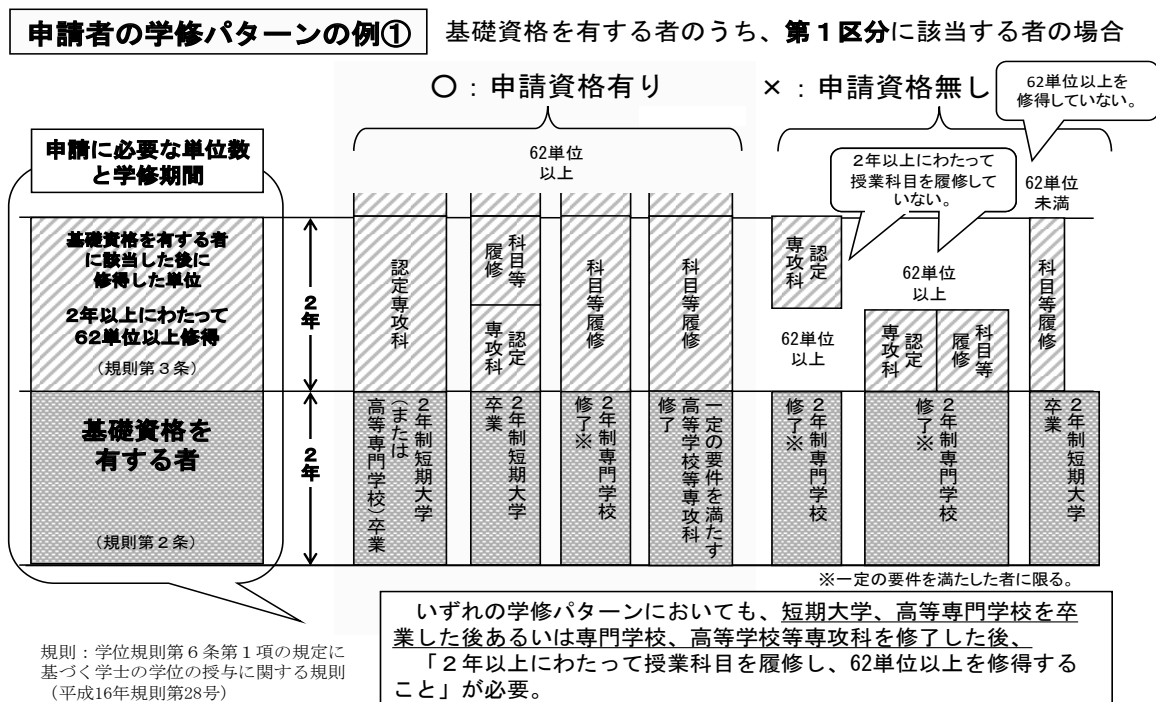 申請者の学修パターンの例①
基礎資格を有する者のうち、第１区分に該当する者の場合
○：申請資格有り
×：申請資格無し
62単位以上を
修得していない。
申請に必要な単位数
と学修期間
62単位
以上
２年以上にわたって
授業科目を履修して
いない。
62単位
未満
基礎資格を有する者
に該当した後に
修得した単位
２年以上にわたって
62単位以上修得
（規則第３条）
２年
認定専攻科
科目等
履修
認定
専攻科
科目等履修
科目等履修
認定
専攻科
62単位
以上
62単位
以上
認定
専攻科
科目等
履修
科目等履修
基礎資格を
有する者
（規則第２条）
２年
２年制短期大学
（または
高等専門学校）卒業
２年制短期大学
卒業
２年制専門学校
修了※
一定の要件を満たす
高等学校等専攻科
修了
２年制専門学校
修了※
２年制専門学校
修了※
２年制短期大学
卒業
※一定の要件を満たした者に限る。
いずれの学修パターンにおいても、短期大学、高等専門学校を卒
業した後あるいは専門学校、高等学校等専攻科を修了した後、
「２年以上にわたって授業科目を履修し、62単位以上を修得する
こと」が必要。
規則：学位規則第６条第１項の規定に
基づく学士の学位の授与に関する規則
（平成16年規則第28号）